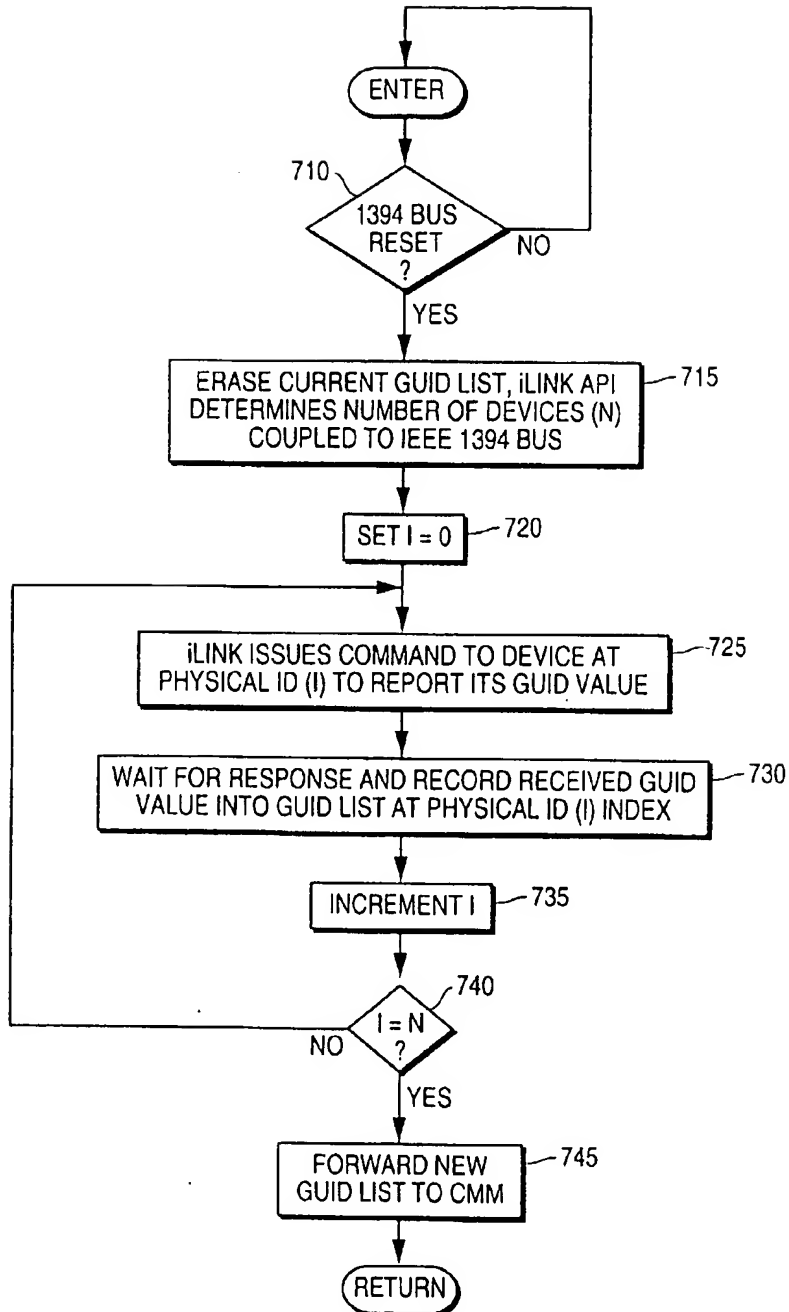 ENTER
710
1394 BUS
RESET
?
NO
YES
ERASE CURRENT GUID LIST, iLINK API
DETERMINES NUMBER OF DEVICES (N)
COUPLED TO IEEE 1394 BUS
715
SET I = 0
720
iLINK ISSUES COMMAND TO DEVICE AT
PHYSICAL ID (I) TO REPORT ITS GUID VALUE
725
WAIT FOR RESPONSE AND RECORD RECEIVED GUID
VALUE INTO GUID LIST AT PHYSICAL ID (I) INDEX
730
INCREMENT I
735
740
I = N
?
NO
YES
FORWARD NEW
GUID LIST TO CMM
745
RETURN